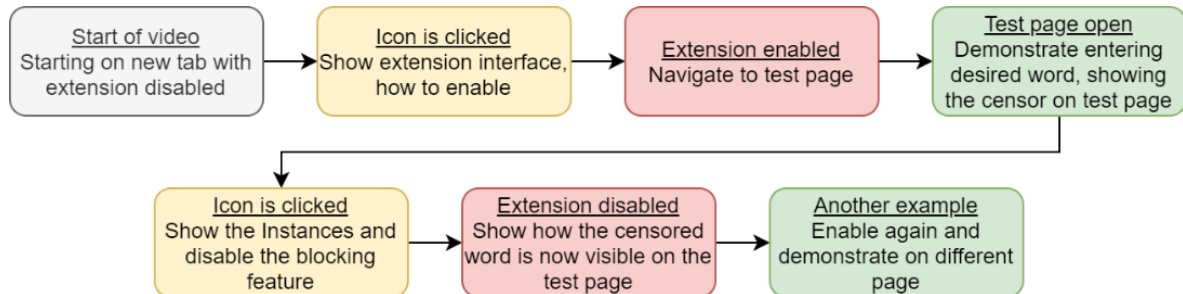 Start of video
Starting on new tab with
extension disabled
Icon is clicked
Show extension interface,
how to enable
Extension enabled
Navigate to test page
Test page open
Demonstrate entering
desired word, showing
the censor on test page
Icon is clicked
Show the Instances and
disable the blocking
feature
Extension disabled
Show how the censored
word is now visible on the
test page
Another example
Enable again and
demonstrate on different
page